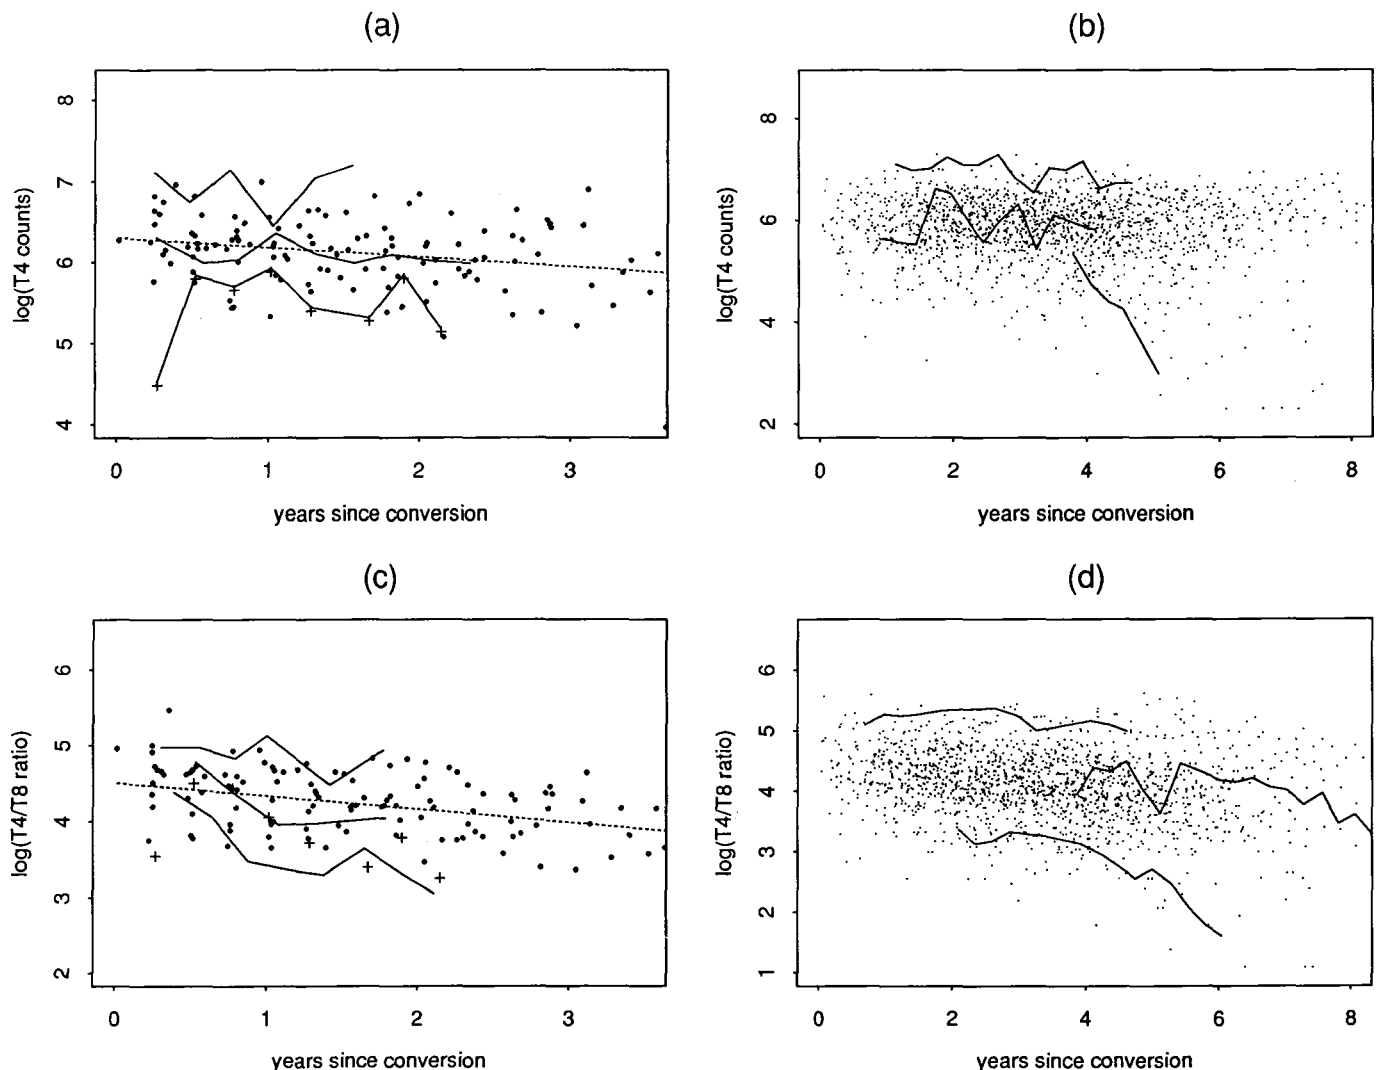 (a)
log(T4 counts)
8
7
6
5
4
0 1 2 3
years since conversion
(b)
log(T4 counts)
8
6
4
2
0 2 4 6 8
years since conversion
(c)
log(T4/T8 ratio)
6
5
4
3
2
0 1 2 3
years since conversion
(d)
log(T4/T8 ratio)
6
5
4
3
2
1
0 2 4 6 8
years since conversion